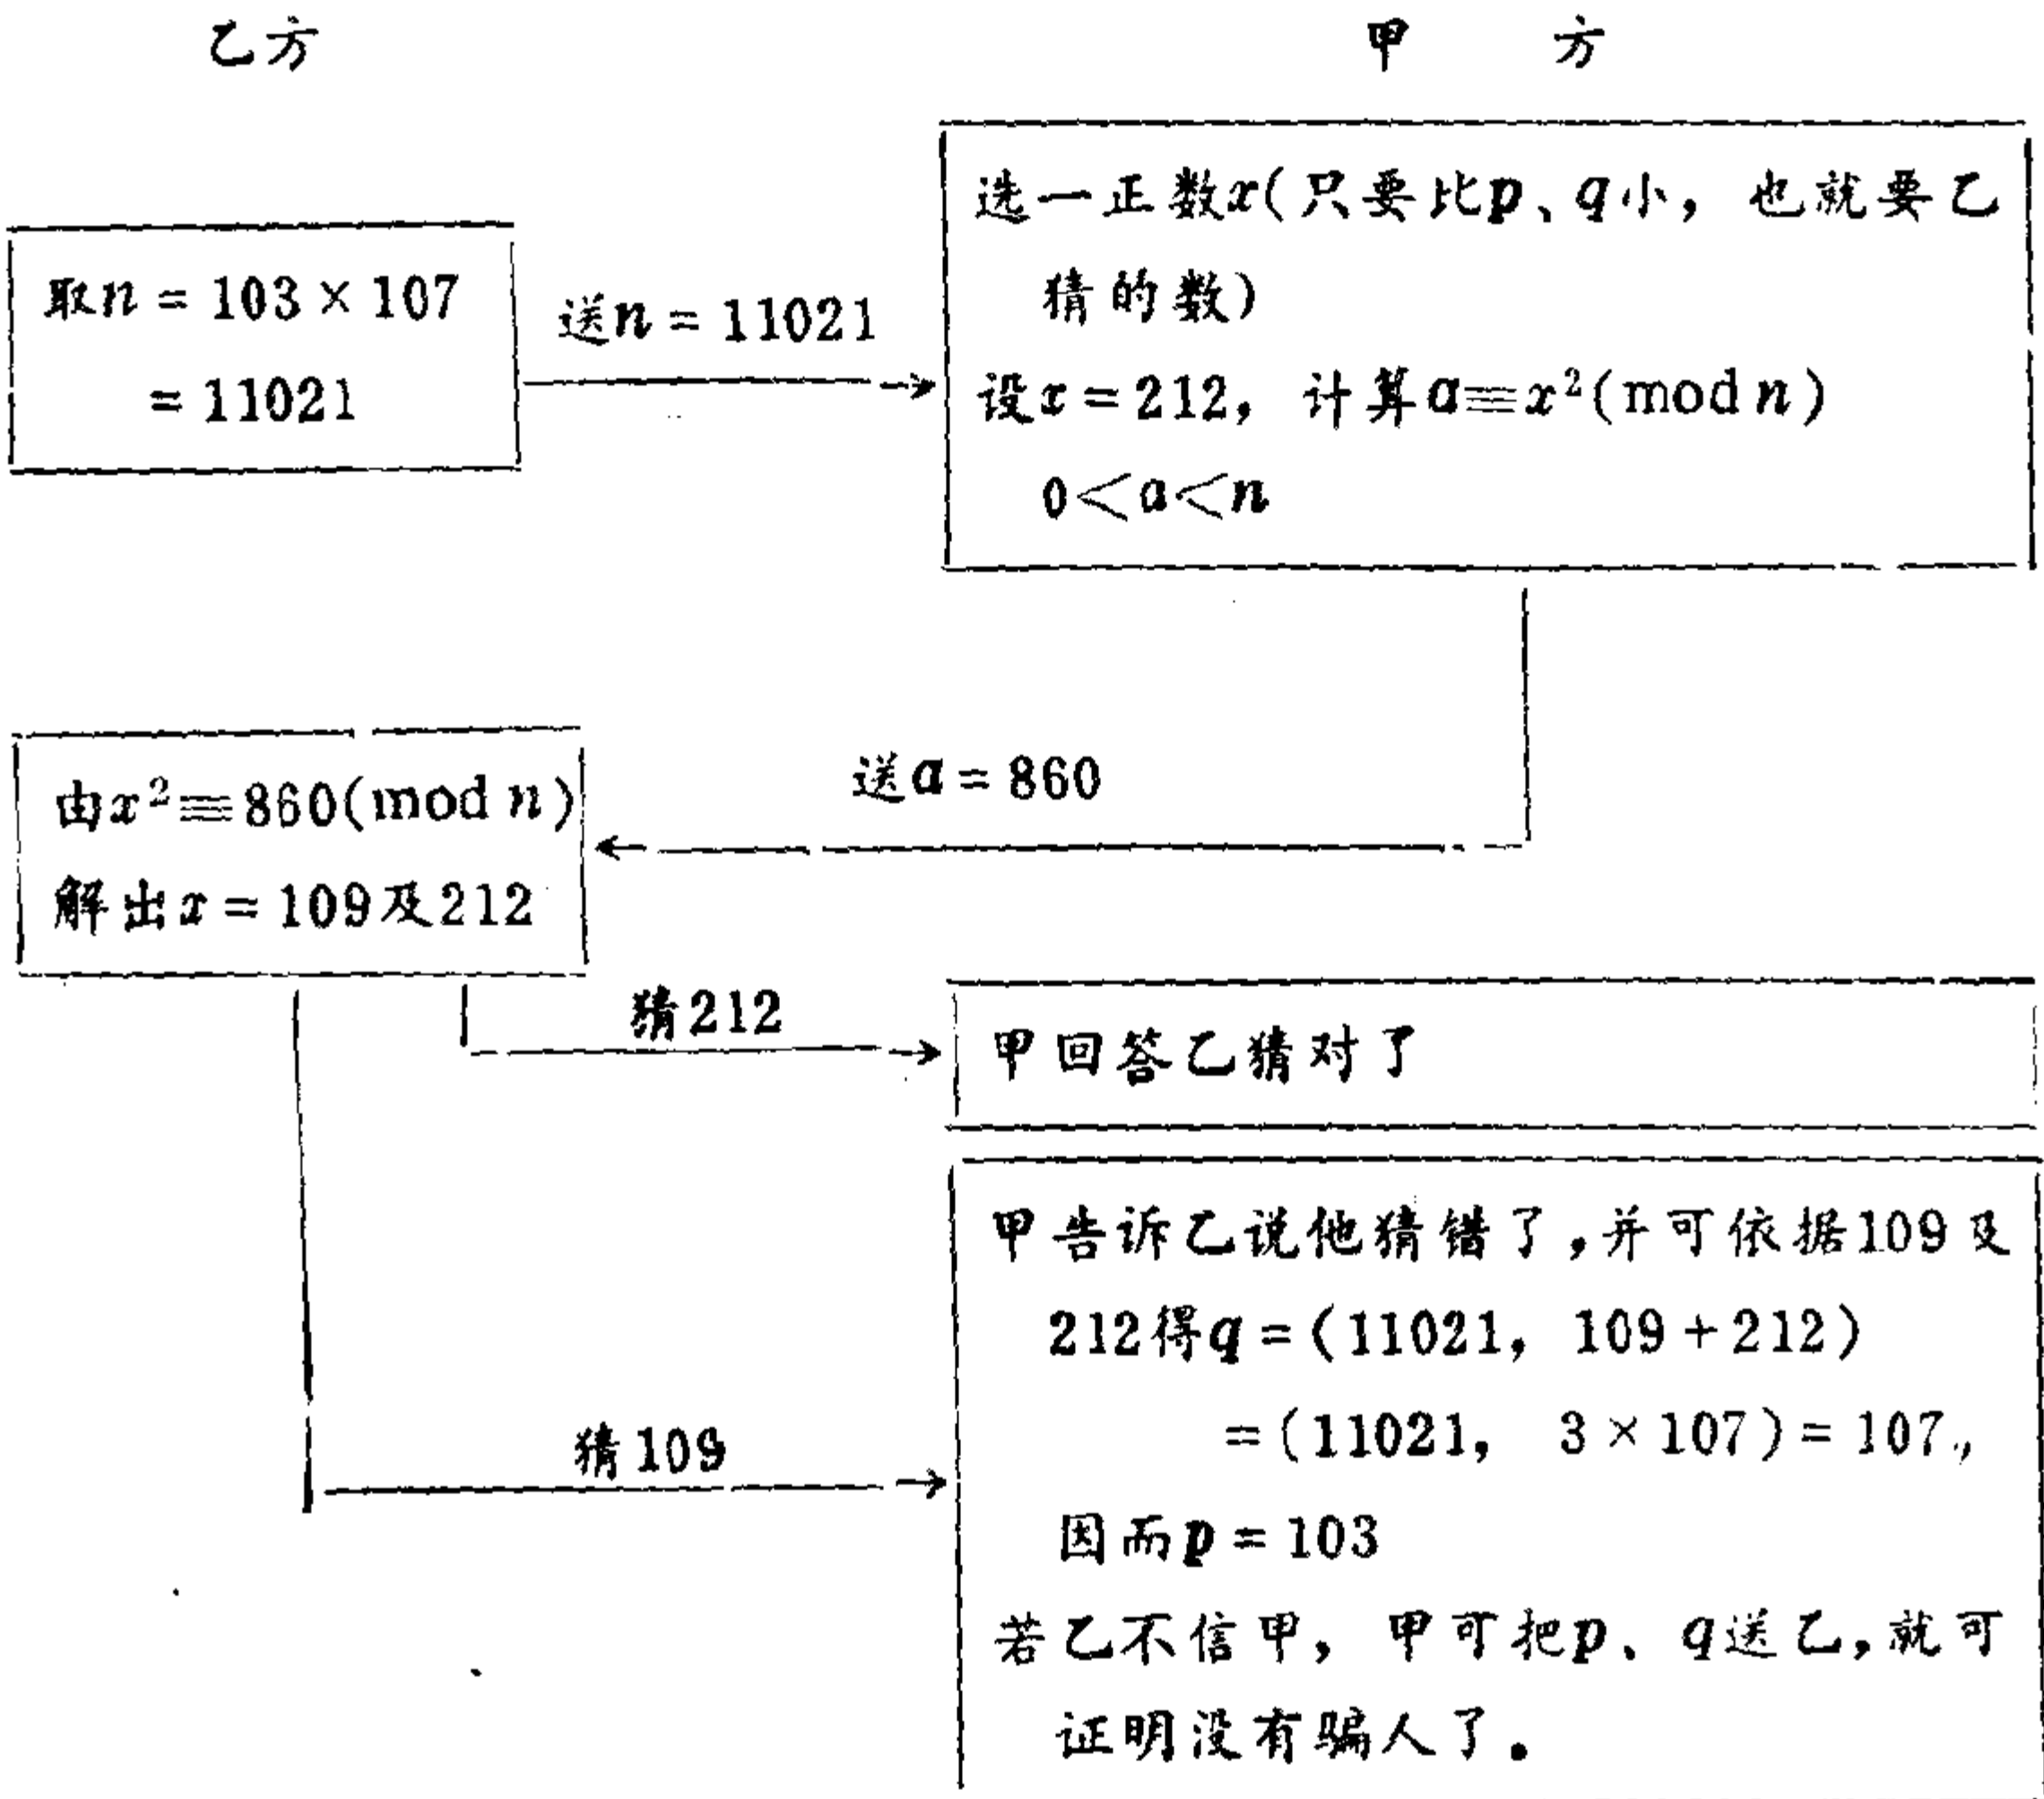 乙方
甲 方
取n = 103 × 107
= 11021
送n = 11021
选一正数x(只要比p、q小，也就要乙
猜的数)
设x = 212，计算a≡x²(mod n)
0＜a＜n
送a = 860
由x²≡860(mod n)
解出x = 109及212
猜212
甲回答乙猜对了
猜109
甲告诉乙说他猜错了，并可依据109及
212得q = (11021， 109 + 212)
= (11021， 3 × 107) = 107，
因而p = 103
若乙不信甲，甲可把p、q送乙，就可
证明没有骗人了。